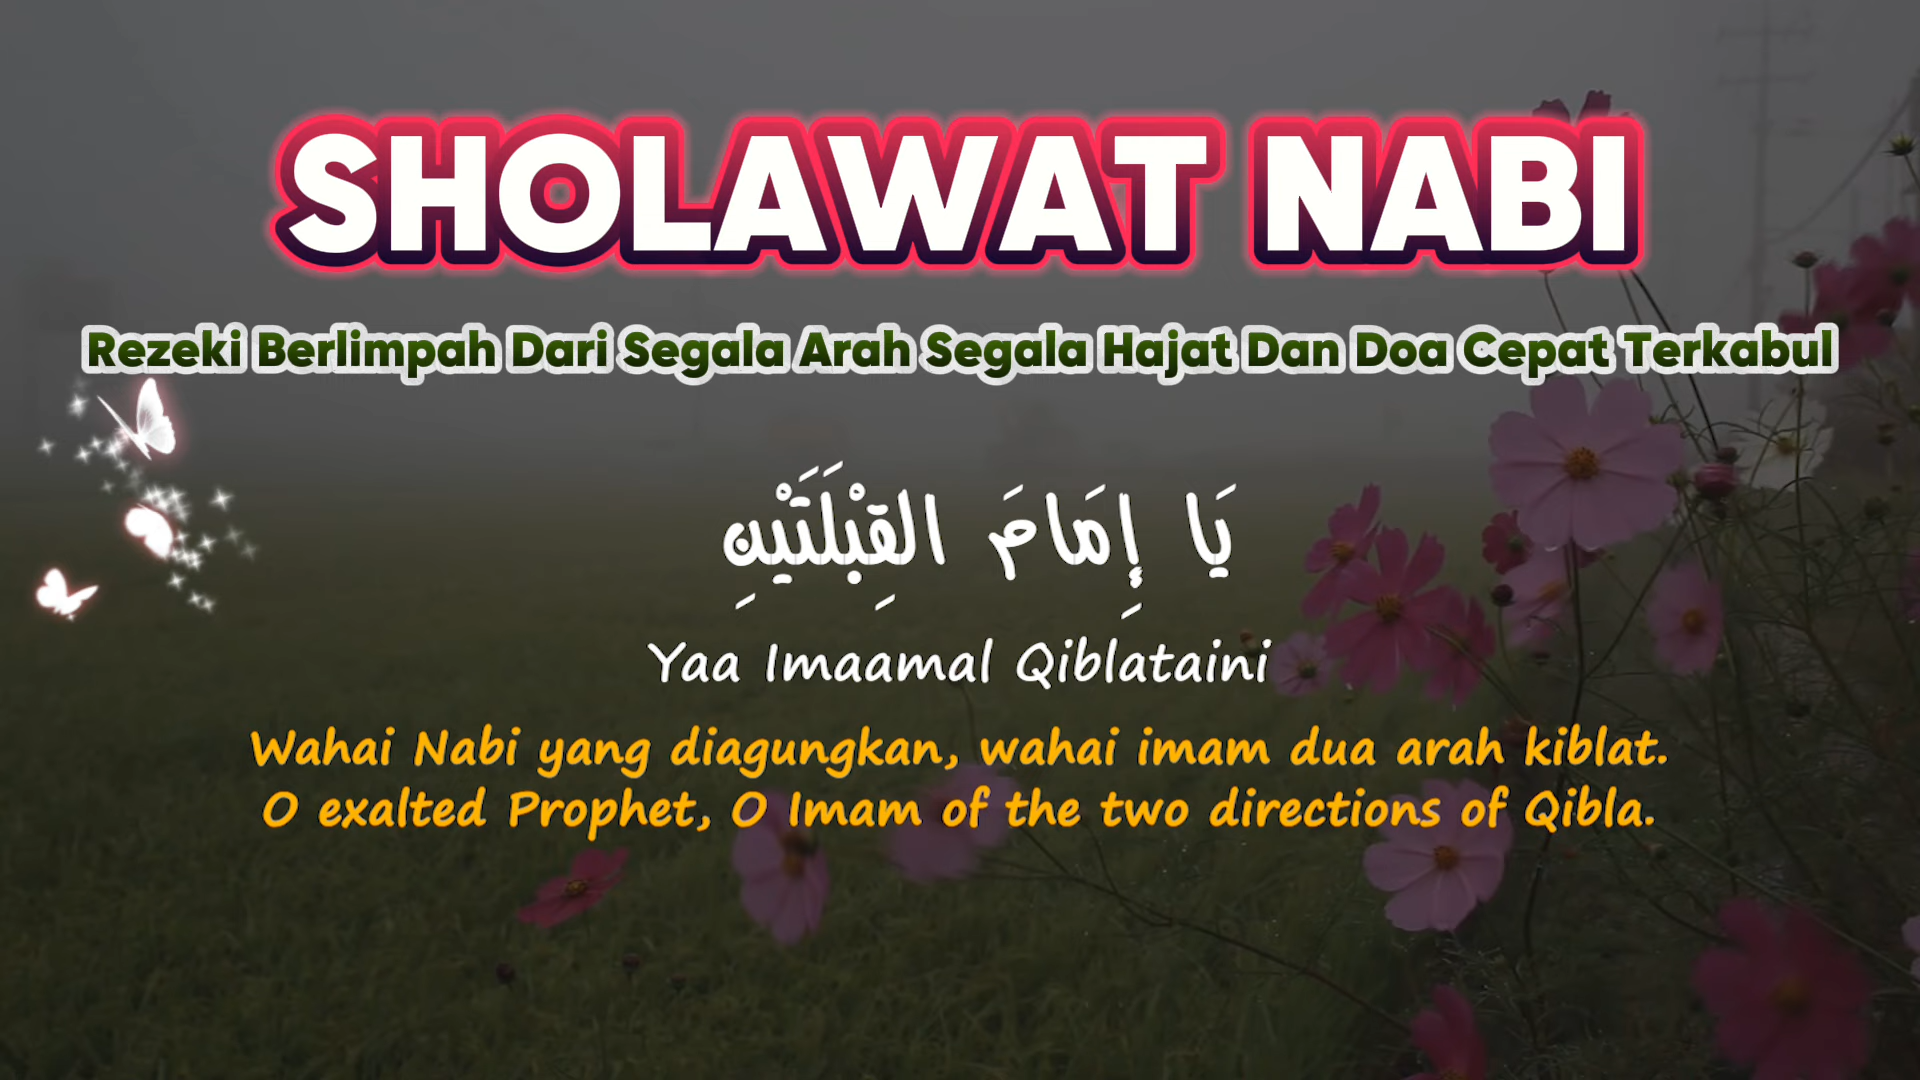 SHOLAWAT NABI
Rezeki Berlimpah Dari Segala Arah Segala Hajat Dan Doa Cepat Terkabul
يَا إِمَامَ القِبْلَتَيْنِ
Yaa Imaamal Qiblataini
Wahai Nabi yang diagungkan, wahai imam dua arah kiblat.
O exalted Prophet, O Imam of the two directions of Qibla.